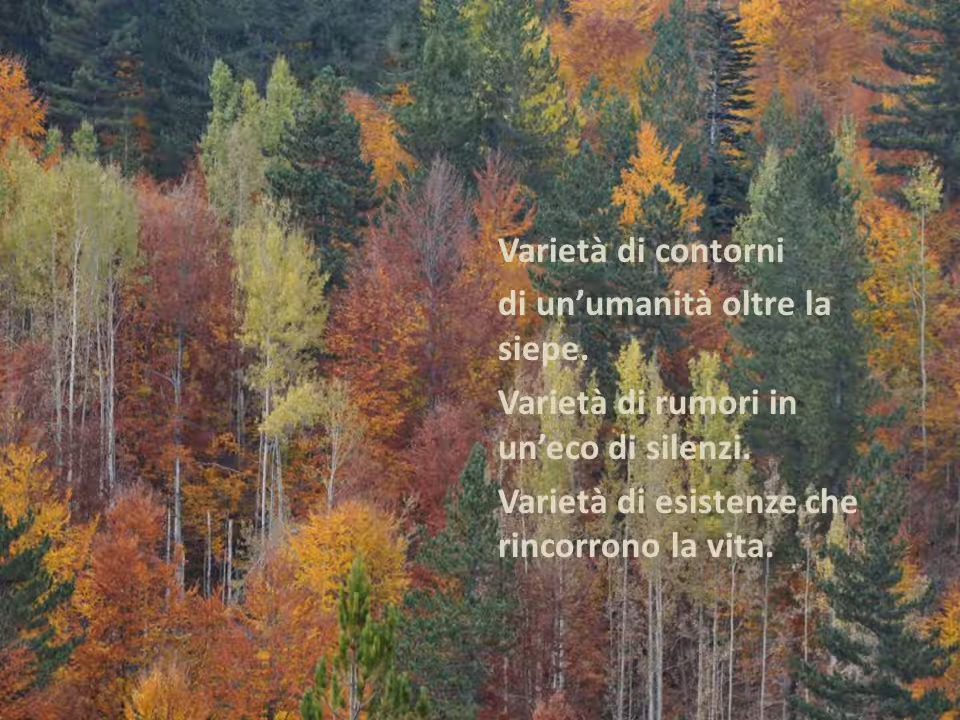 Varietà di contorni
di un’umanità oltre la
siepe.
Varietà di rumori in
un’eco di silenzi.
Varietà di esistenze che
rincorrono la vita.